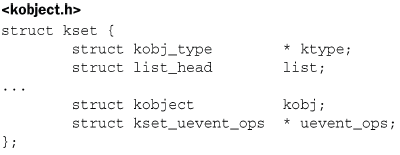 <kobject.h>
struct kset {
        struct kobj_type       * ktype;
        struct list_head       list;
...
        struct kobject         kobj;
        struct kset_uevent_ops * uevent_ops;
};